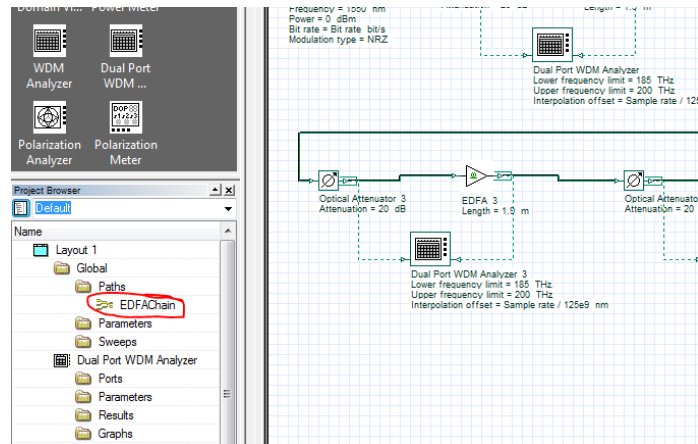 Domain Vi... Power Meter
WDM
Analyzer
Dual Port
WDM ...
Polarization
Analyzer
DOP
Polarization
Meter
Project Browser
Default
Name
Layout 1
Global
Paths
EDFAChain
Parameters
Sweeps
Dual Port WDM Analyzer
Ports
Parameters
Results
Graphs
Frequency = 1550 nm
Power = 0 dBm
Bit rate = Bit rate bit/s
Modulation type = NRZ
Dual Port WDM Analyzer
Lower frequency limit = 185 THz
Upper frequency limit = 200 THz
Interpolation offset = Sample rate / 125
Optical Attenuator 3
Attenuation = 20 dB
EDFA 3
Length = 1.9 m
Optical Attenuato
Attenuation = 20
Dual Port WDM Analyzer 3
Lower frequency limit = 185 THz
Upper frequency limit = 200 THz
Interpolation offset = Sample rate / 125e9 nm